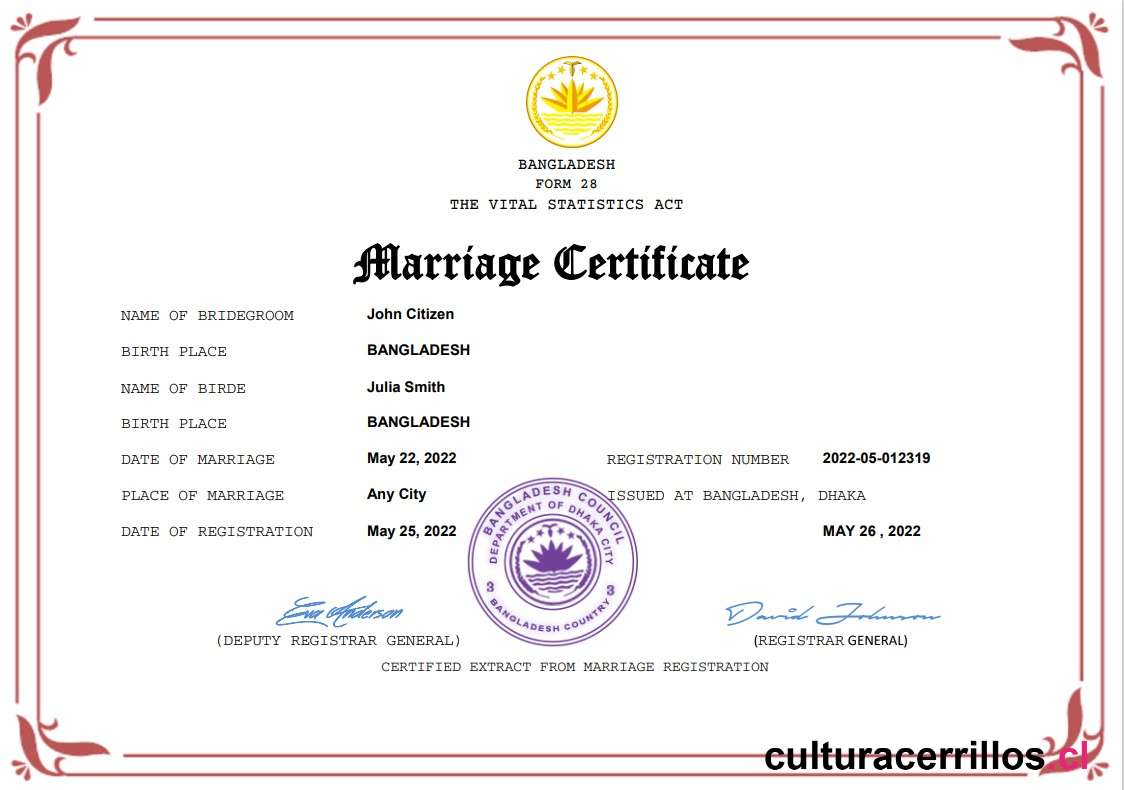 BANGLADESH
FORM 28
THE VITAL STATISTICS ACT
Marriage Certificate
NAME OF BRIDEGROOM John Citizen
BIRTH PLACE BANGLADESH
NAME OF BIRDE Julia Smith
BIRTH PLACE BANGLADESH
DATE OF MARRIAGE May 22, 2022 REGISTRATION NUMBER 2022-05-012319
PLACE OF MARRIAGE Any City ISSUED AT BANGLADESH, DHAKA
DATE OF REGISTRATION May 25, 2022 MAY 26 , 2022
BANGLADESH COUNCIL
DEPARTMENT OF DHAKA CITY
3 3
BANGLADESH COUNTRY
Eva Anderson David Johnson
(DEPUTY REGISTRAR GENERAL) (REGISTRAR GENERAL)
CERTIFIED EXTRACT FROM MARRIAGE REGISTRATION
culturacerrillos.cl